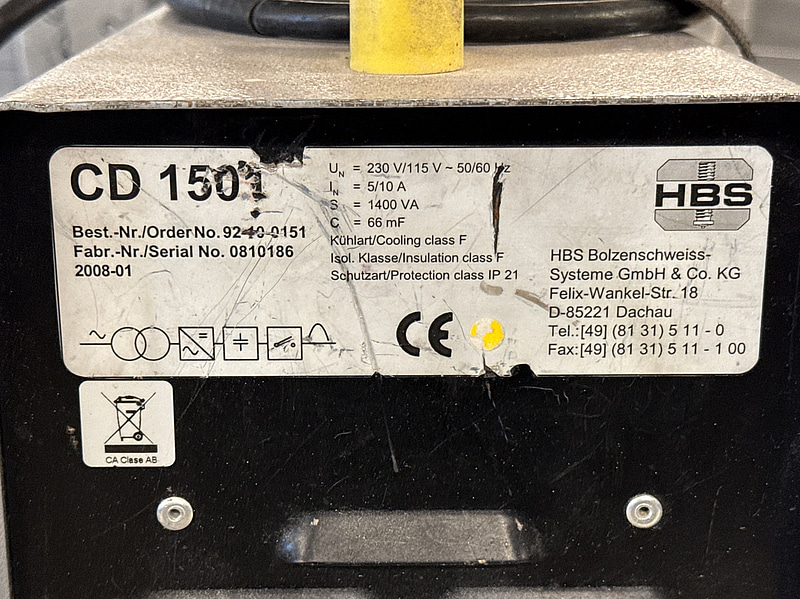 CD 1501
Best.-Nr./Order No. 92-40-0151
Fabr.-Nr./Serial No. 0810186
2008-01
U_N = 230 V/115 V ~ 50/60 Hz
I_N = 5/10 A
S = 1400 VA
C = 66 mF
Kühlart/Cooling class F
Isol. Klasse/Insulation class F
Schutzart/Protection class IP 21
HBS
HBS Bolzenschweiss-
Systeme GmbH & Co. KG
Felix-Wankel-Str. 18
D-85221 Dachau
Tel.:[49] (81 31) 5 11 - 0
Fax:[49] (81 31) 5 11 - 1 00
CE
CA Clase AB